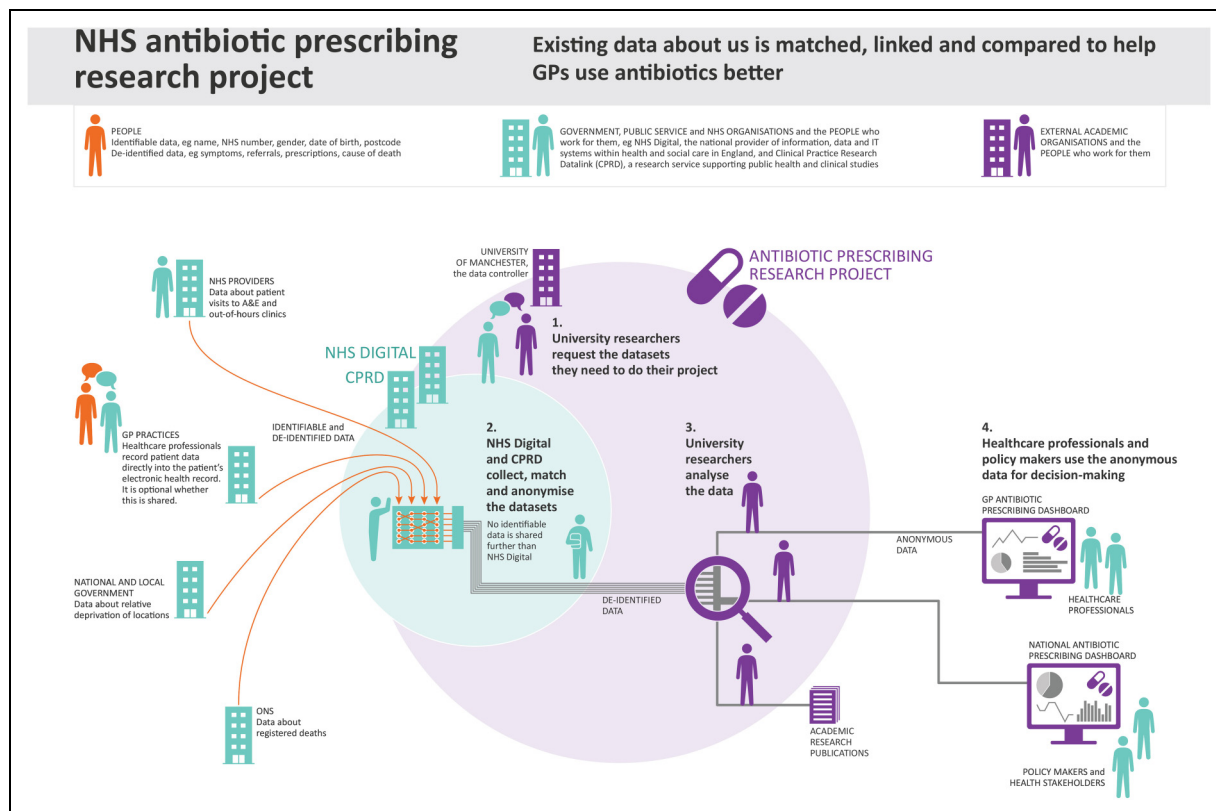 NHS antibiotic prescribing
research project
Existing data about us is matched, linked and compared to help
GPs use antibiotics better
PEOPLE
Identifiable data, eg name, NHS number, gender, date of birth, postcode
De-identified data, eg symptoms, referrals, prescriptions, cause of death
GOVERNMENT, PUBLIC SERVICE and NHS ORGANISATIONS and the PEOPLE who
work for them, eg NHS Digital, the national provider of information, data and IT
systems within health and social care in England, and Clinical Practice Research
Datalink (CPRD), a research service supporting public health and clinical studies
EXTERNAL ACADEMIC
ORGANISATIONS and the
PEOPLE who work for them
UNIVERSITY
OF MANCHESTER,
the data controller
ANTIBIOTIC PRESCRIBING
RESEARCH PROJECT
NHS PROVIDERS
Data about patient
visits to A&E and
out-of-hours clinics
1.
University researchers
request the datasets
they need to do their project
NHS DIGITAL
CPRD
GP PRACTICES
Healthcare professionals
record patient data
directly into the patient's
electronic health record.
It is optional whether
this is shared.
IDENTIFIABLE and
DE-IDENTIFIED DATA
2.
NHS Digital
and CPRD
collect, match
and anonymise
the datasets
No identifiable
data is shared
further than
NHS Digital
3.
University
researchers
analyse
the data
4.
Healthcare professionals and
policy makers use the anonymous
data for decision-making
GP ANTIBIOTIC
PRESCRIBING DASHBOARD
ANONYMOUS
DATA
HEALTHCARE
PROFESSIONALS
NATIONAL AND LOCAL
GOVERNMENT
Data about relative
deprivation of locations
DE-IDENTIFIED
DATA
NATIONAL ANTIBIOTIC
PRESCRIBING DASHBOARD
ONS
Data about
registered deaths
ACADEMIC
RESEARCH
PUBLICATIONS
POLICY MAKERS and
HEALTH STAKEHOLDERS